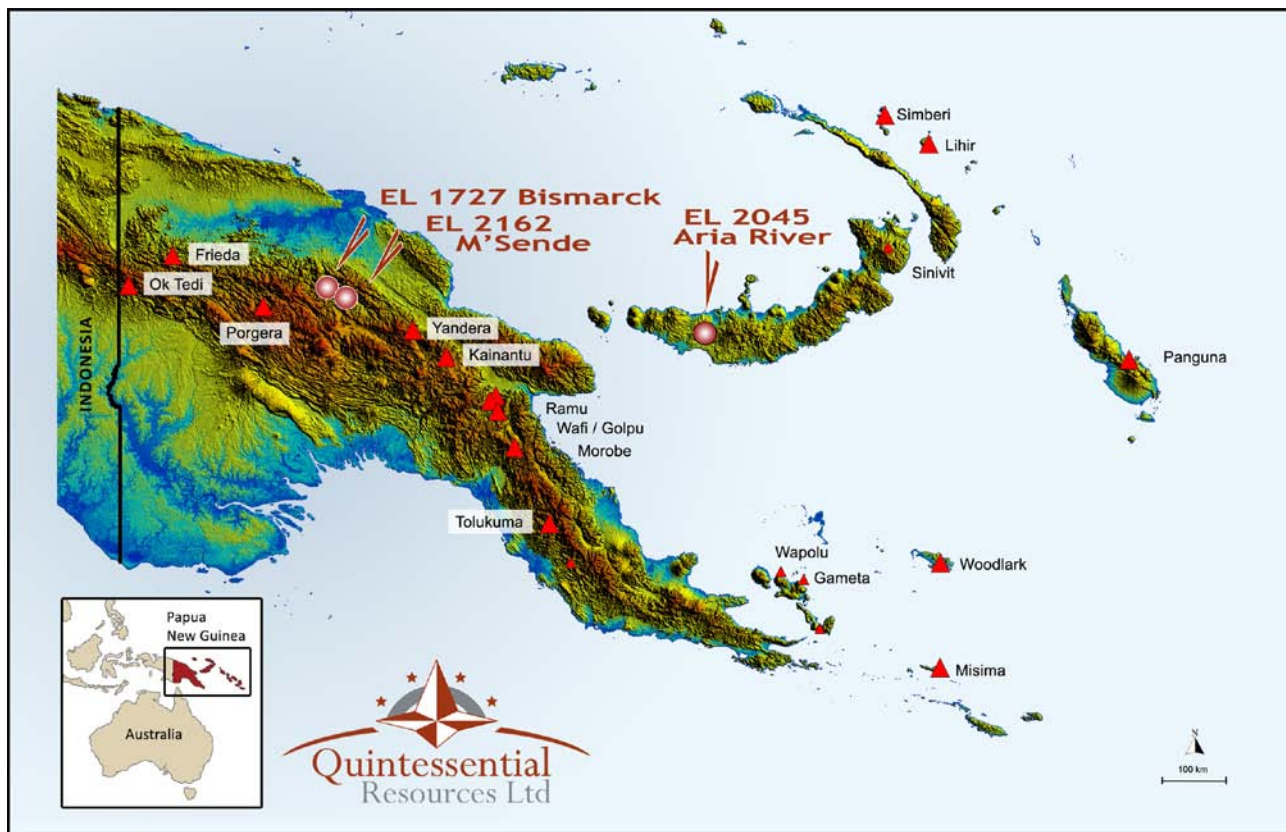 Simberi
Lihir
EL 1727 Bismarck
EL 2162
M'Sende
EL 2045
Aria River
Frieda
Ok Tedi
Sinivit
Porgera
Yandera
Kainantu
INDONESIA
Panguna
Ramu
Wafi / Golpu
Morobe
Tolukuma
Wapolu
Gameta
Woodlark
Misima
Papua
New Guinea
Australia
Quintessential
Resources Ltd
N
100 km